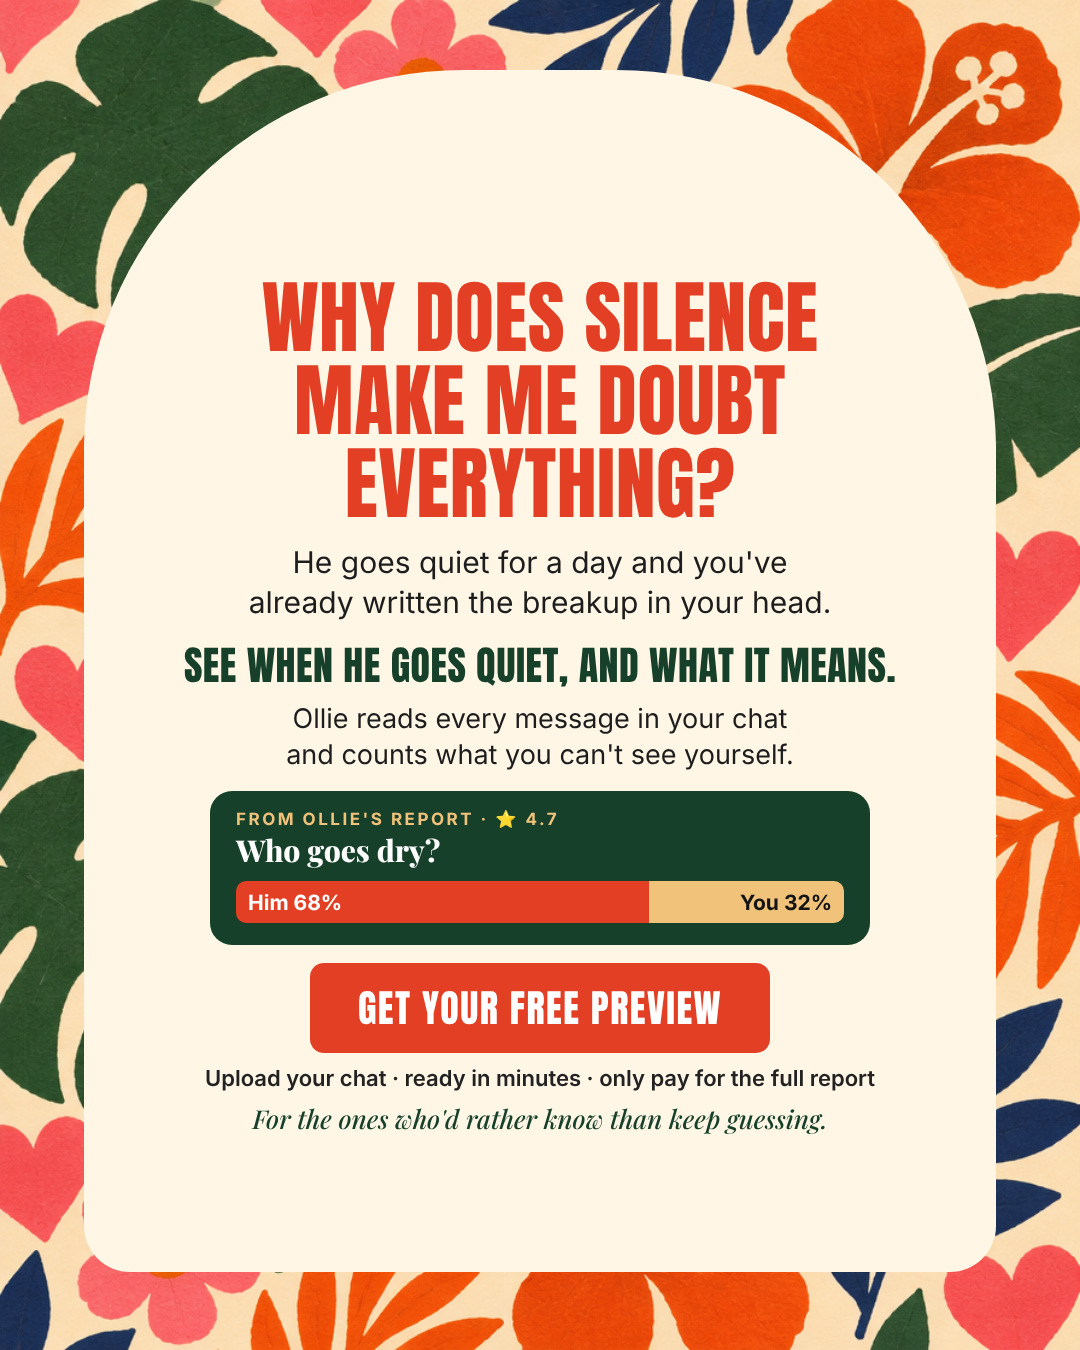 WHY DOES SILENCE
MAKE ME DOUBT
EVERYTHING?
He goes quiet for a day and you've
already written the breakup in your head.
SEE WHEN HE GOES QUIET, AND WHAT IT MEANS.
Ollie reads every message in your chat
and counts what you can't see yourself.
FROM OLLIE'S REPORT · ⭐ 4.7
Who goes dry?
Him 68% You 32%
GET YOUR FREE PREVIEW
Upload your chat · ready in minutes · only pay for the full report
For the ones who'd rather know than keep guessing.